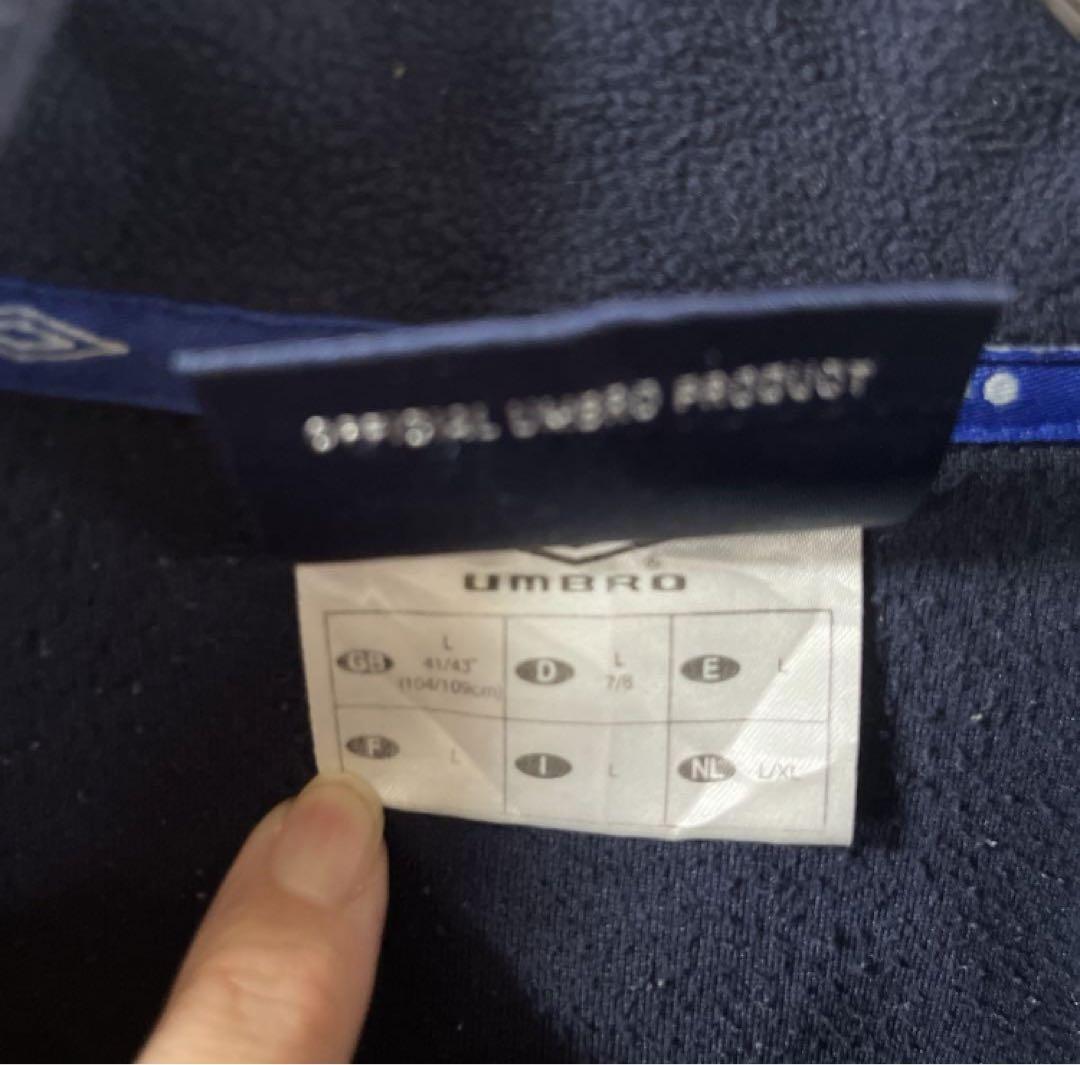 OFFICIAL UMBRO PRODUCT
UMBRO
GB L
41/43"
(104/109cm)
D L
7/8
E L
F L
I L
NL L/XL